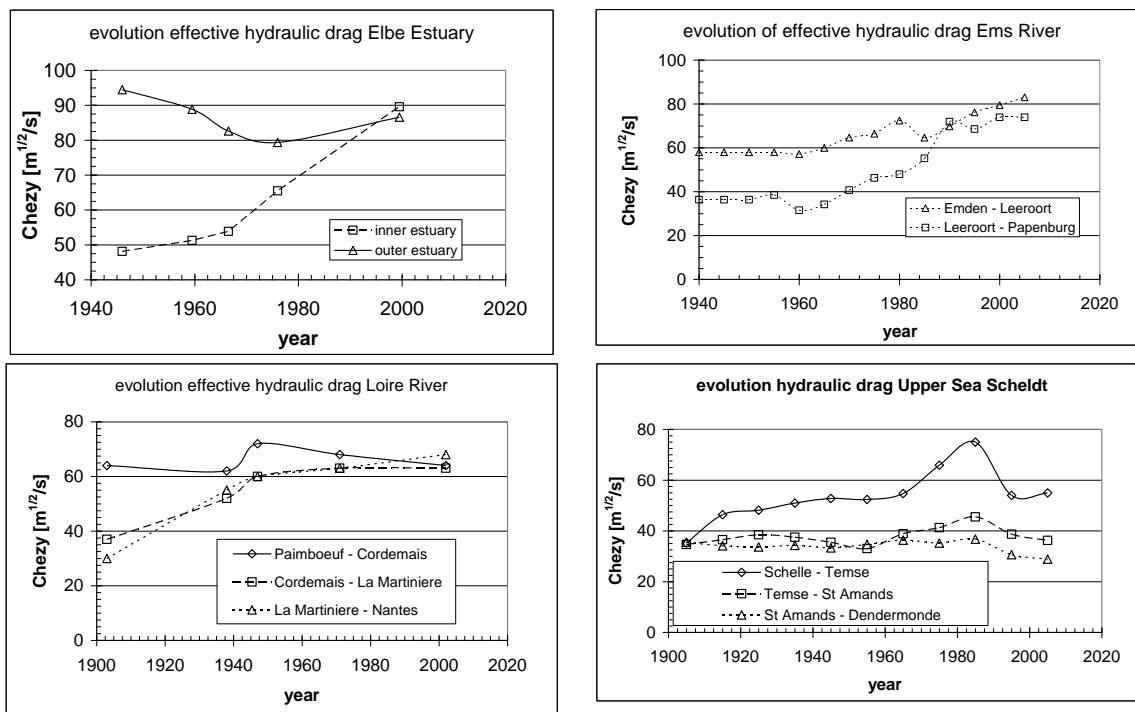 evolution effective hydraulic drag Elbe Estuary
Chezy [m1/2/s]
100
90
80
70
60
50
40
inner estuary
outer estuary
1940 1960 1980 2000 2020
year
evolution of effective hydraulic drag Ems River
Chezy [m1/2/s]
100
80
60
40
20
0
Emden - Leeroort
Leeroort - Papenburg
1940 1960 1980 2000 2020
year
evolution effective hydraulic drag Loire River
Chezy [m1/2/s]
80
60
40
20
0
Paimboeuf - Cordemais
Cordemais - La Martiniere
La Martiniere - Nantes
1900 1920 1940 1960 1980 2000 2020
year
evolution hydraulic drag Upper Sea Scheldt
Chezy [m1/2/s]
80
60
40
20
0
Schelle - Temse
Temse - St Amands
St Amands - Dendermonde
1900 1920 1940 1960 1980 2000 2020
year